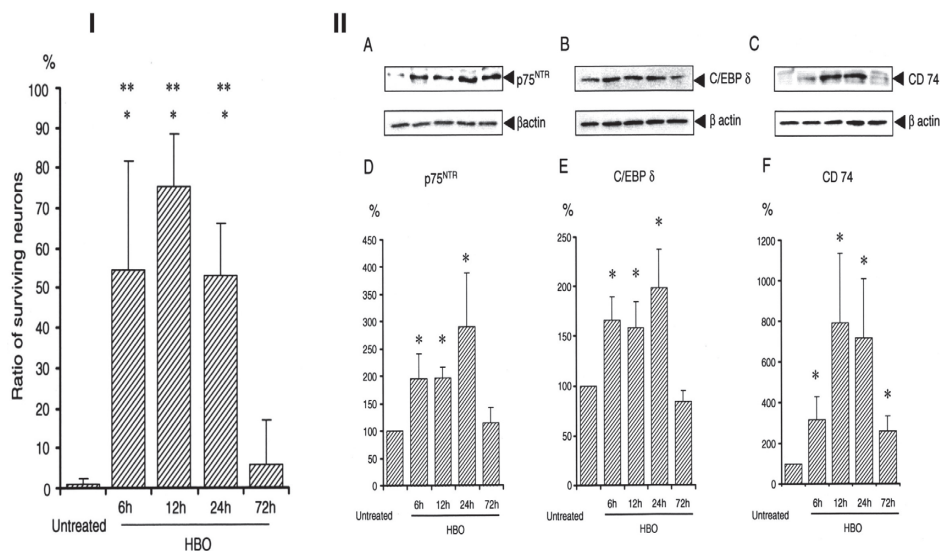 I
%
** ** **
* * *
100
90
80
70
60
50
40
30
20
10
0
Ratio of surviving neurons
6h 12h 24h 72h
Untreated
HBO
II
A
p75NTR
βactin
B
C/EBP δ
β actin
C
CD 74
β actin
D
p75NTR
%
450
400
350
300
250
200
150
100
50
0
* * *
6h 12h 24h 72h
Untreated
HBO
E
C/EBP δ
%
250
200
150
100
50
0
* * *
6h 12h 24h 72h
Untreated
HBO
F
CD 74
%
1200
1000
800
600
400
200
0
* * * *
6h 12h 24h 72h
Untreated
HBO